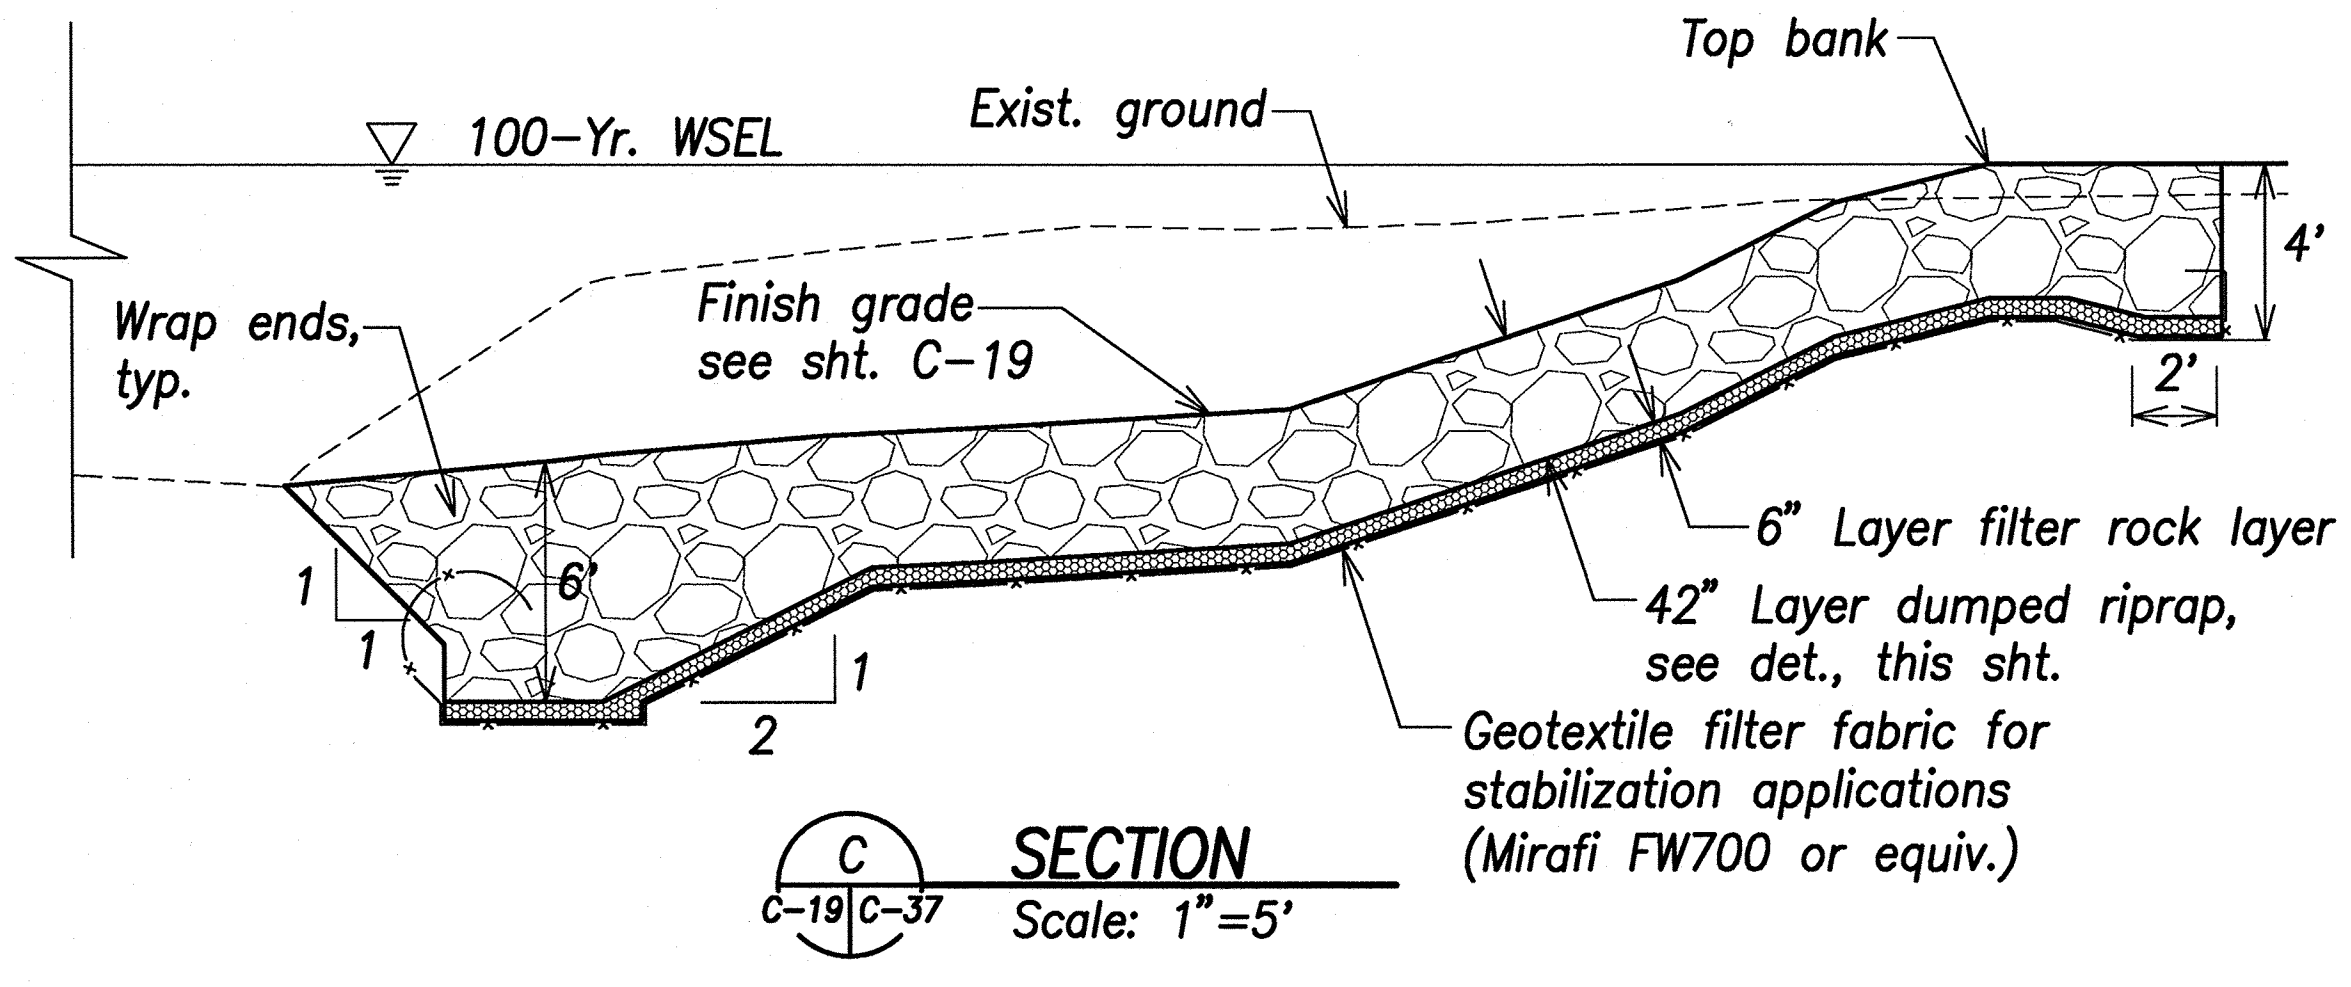 Top bank
Exist. ground
100-Yr. WSEL
4'
Wrap ends,
typ.
Finish grade
see sht. C-19
2'
6" Layer filter rock layer
6'
1
1
42" Layer dumped riprap,
see det., this sht.
1
2
Geotextile filter fabric for
stabilization applications
(Mirafi FW700 or equiv.)
C
SECTION
C-19 C-37
Scale: 1"=5'